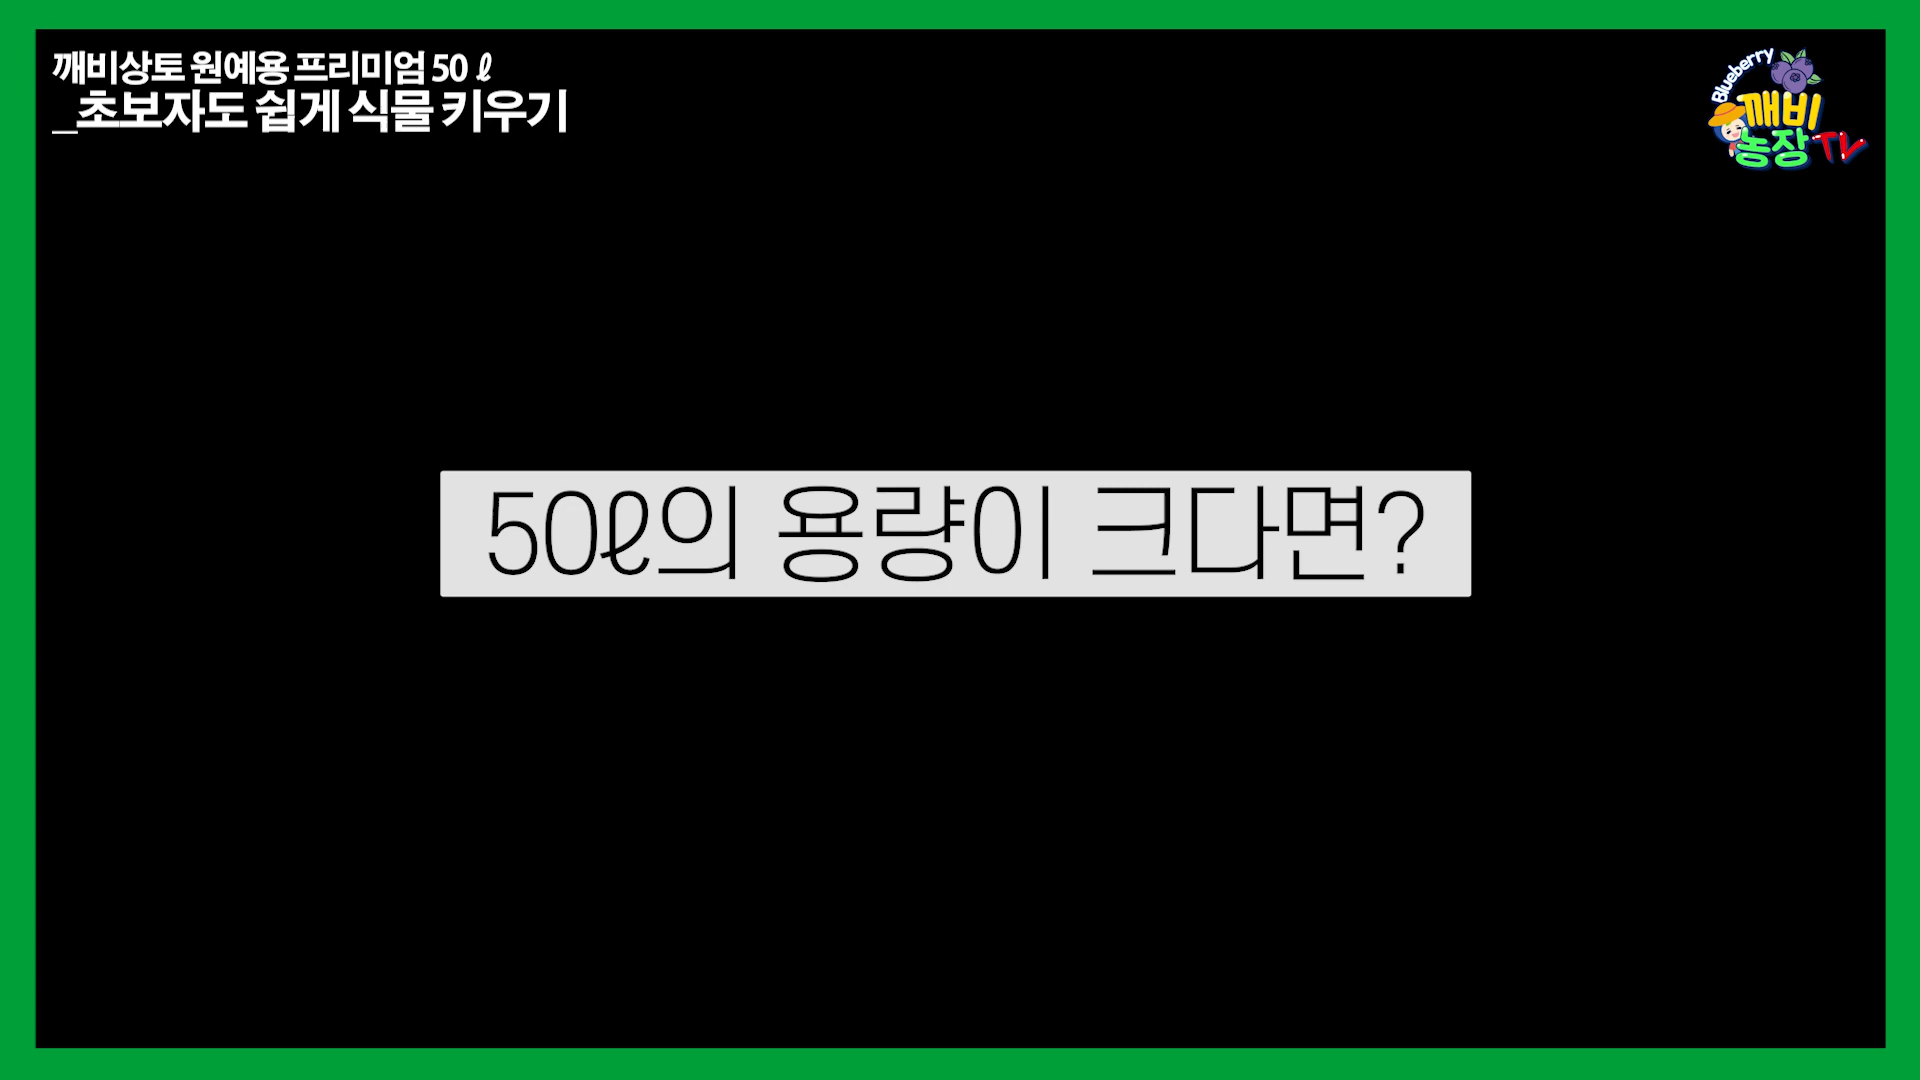 깨비상토 원예용 프리미엄 50 ℓ
_초보자도 쉽게 식물 키우기
Blueberry
깨비
농장 TV
50ℓ의 용량이 크다면?